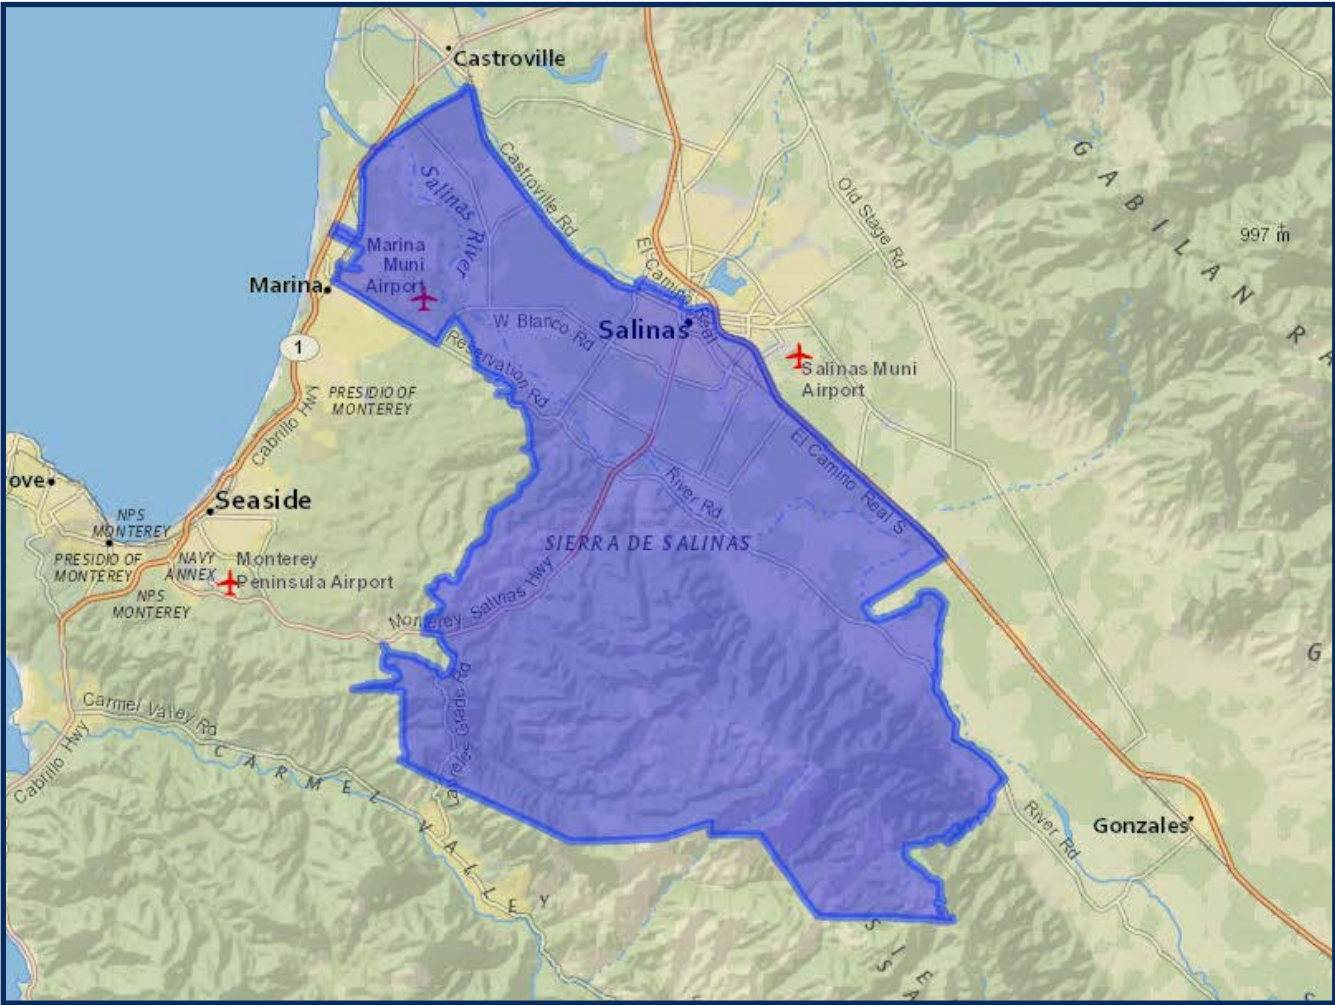 Castroville
Castroville Rd
Salinas
River
Old Stage Rd
G A B I L A N R A
997 m
Marina
Muni
Airport
Marina
El Camino Real
W Blanco Rd
Salinas
1
Reservation Rd
Salinas Muni
Airport
PRESIDIO OF
MONTEREY
Cabrillo Hwy
El Camino Real S
ove
Seaside
River Rd
NPS
MONTEREY
SIERRA DE SALINAS
PRESIDIO OF
MONTEREY
NAVY
ANNEX
Monterey
Peninsula Airport
NPS
MONTEREY
Monterey Salinas Hwy
G
Laureles Grade Rd
Carmel Valley Rd
Cabrillo Hwy
C A R M E L
V A L L E Y
River Rd
Gonzales
S I E
S
A